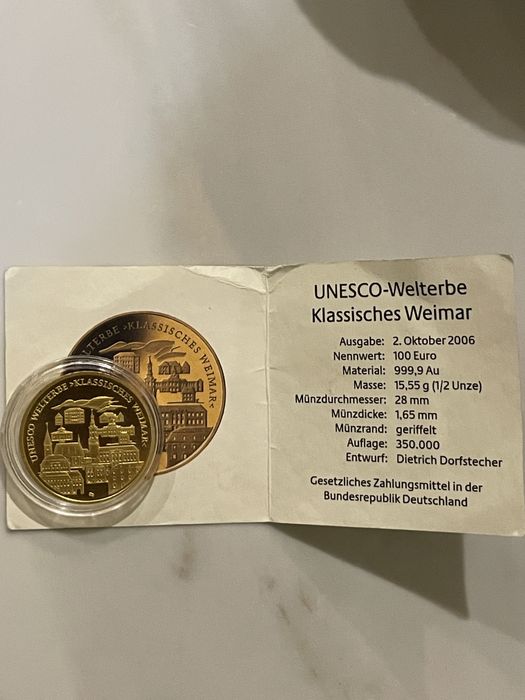 TERBE ›KLASSISCHES WEIMAR‹
UNESCO WELTERBE ›KLASSISCHES WEIMAR‹
UNESCO-Welterbe
Klassisches Weimar
Ausgabe: 2. Oktober 2006
Nennwert: 100 Euro
Material: 999,9 Au
Masse: 15,55 g (1/2 Unze)
Münzdurchmesser: 28 mm
Münzdicke: 1,65 mm
Münzrand: geriffelt
Auflage: 350.000
Entwurf: Dietrich Dorfstecher
Gesetzliches Zahlungsmittel in der
Bundesrepublik Deutschland